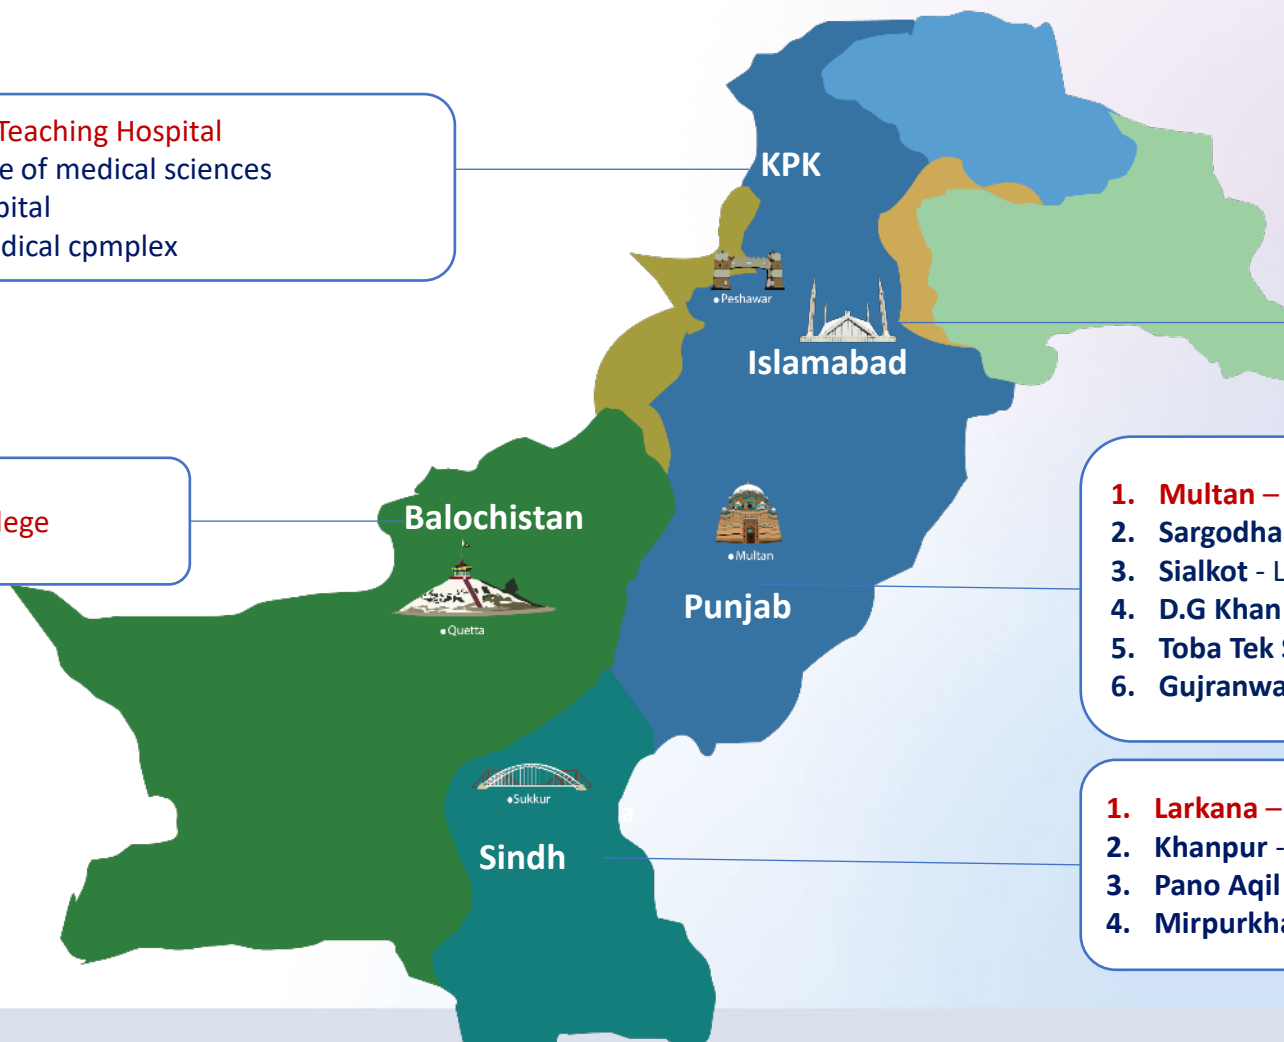 Teaching Hospital
e of medical sciences
pital
dical cpmplex
KPK
Peshawar
Islamabad
lege
Balochistan
Quetta
Multan
Punjab
1. Multan –
2. Sargodha
3. Sialkot - L
4. D.G Khan
5. Toba Tek S
6. Gujranwa
Sukkur
a
Sindh
1. Larkana –
2. Khanpur -
3. Pano Aqil
4. Mirpurkha